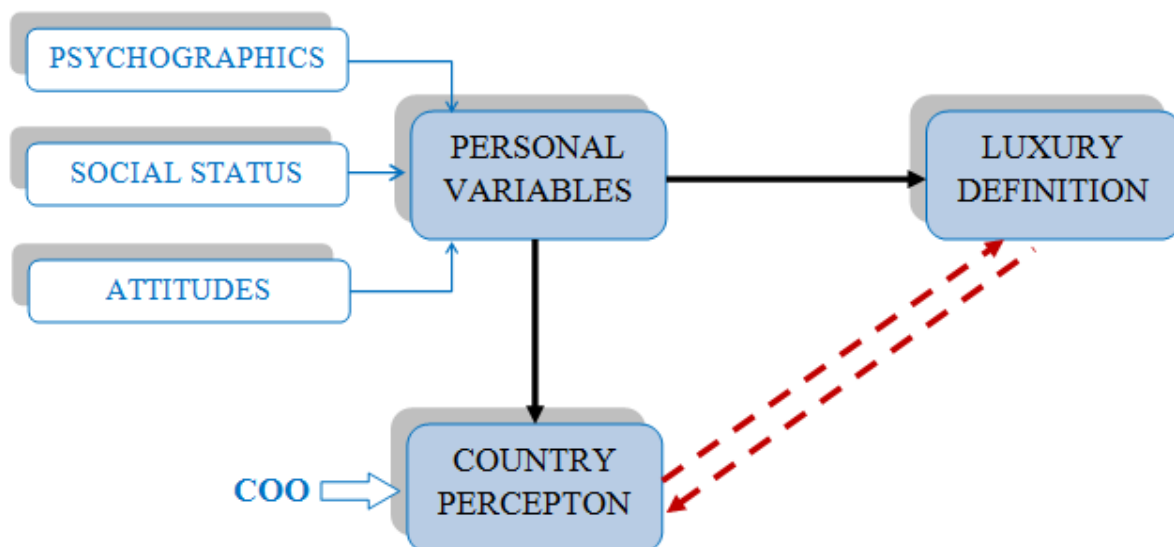 PSYCHOGRAPHICS
SOCIAL STATUS
ATTITUDES
PERSONAL
VARIABLES
LUXURY
DEFINITION
COO
COUNTRY
PERCEPTON